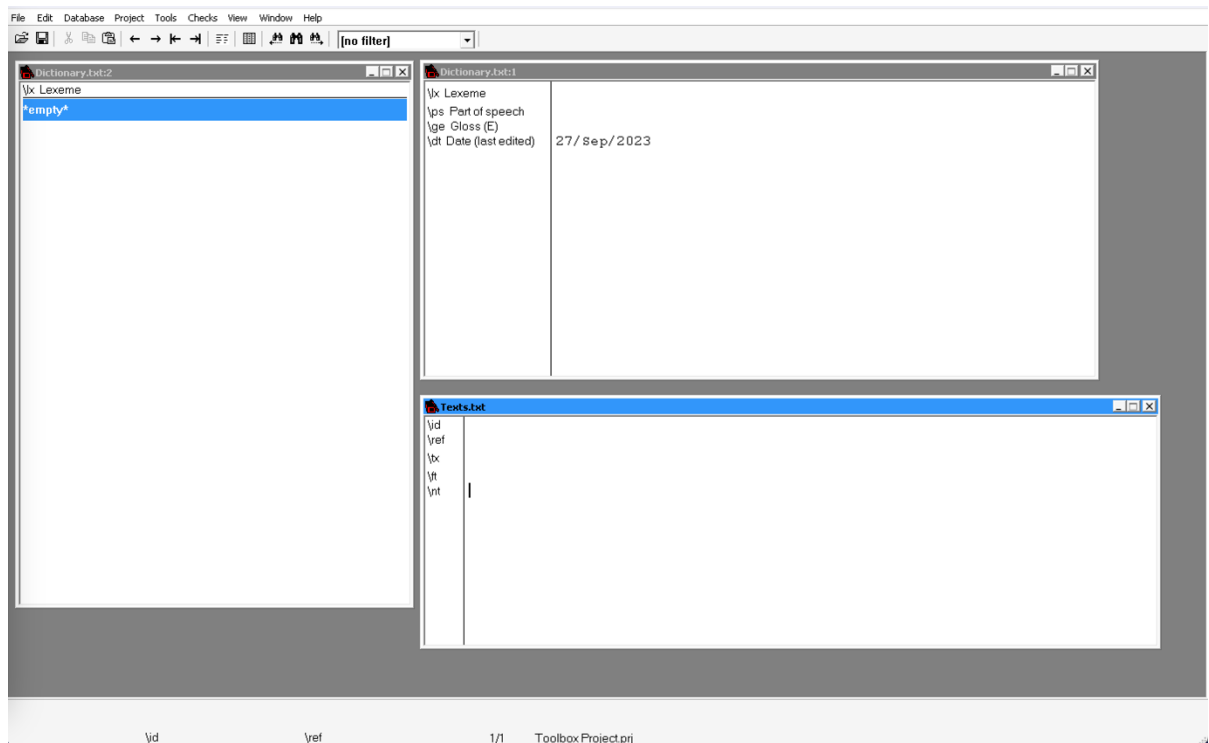 File Edit Database Project Tools Checks View Window Help
[no filter]
Dictionary.txt:2
\lx Lexeme
*empty*
Dictionary.txt:1
\lx Lexeme
\ps Part of speech
\ge Gloss (E)
\dt Date (last edited) 27/Sep/2023
Texts.txt
\id
\ref
\tx
\ft
\nt
\id \ref 1/1 Toolbox Project.prj